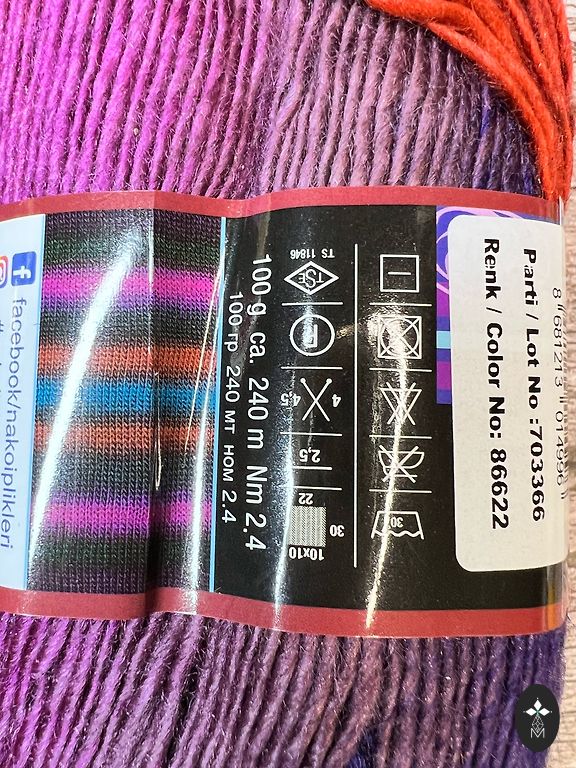 Parti / Lot No :703366
Renk / Color No: 86622
8 681213 014996
30
TS 11846
TSE
P
4 4,5
2,5
22
30
10x10
100 g ca. 240 m Nm 2,4
100 гр 240 мт ном 2,4
facebook/nakoiplikleri
M